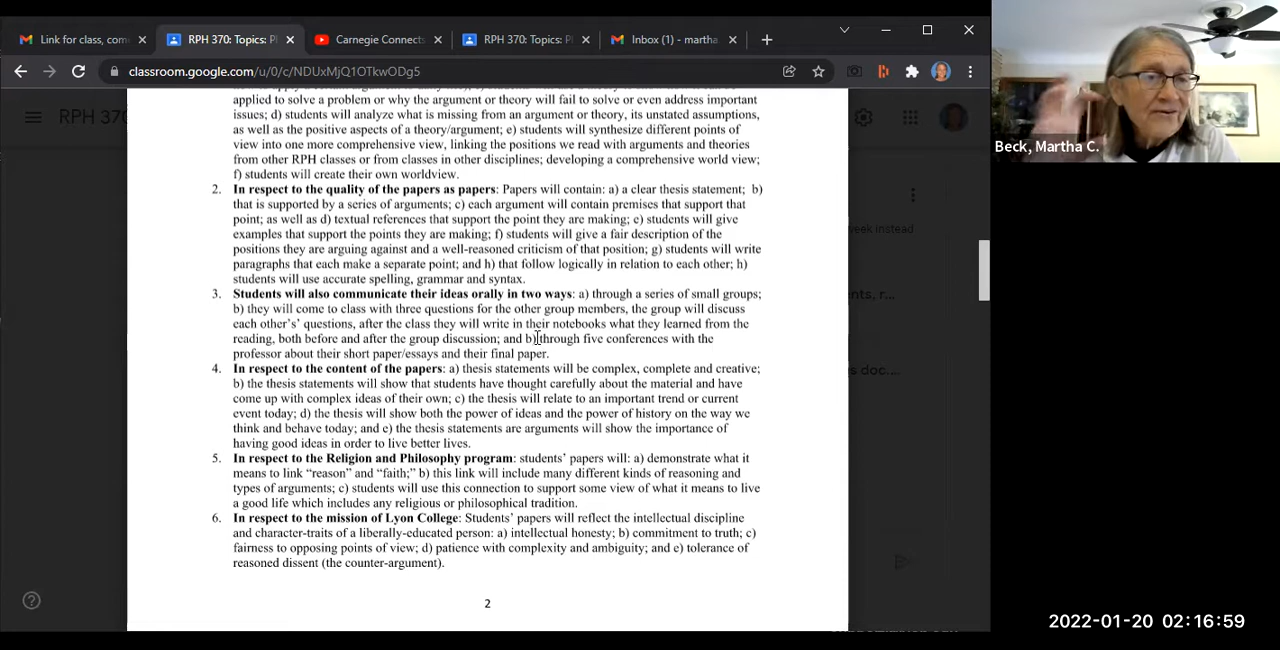 Link for class, com
RPH 370: Topics: P
Carnegie Connects
RPH 370: Topics: P
Inbox (1) - martha
classroom.google.com/u/0/c/NDUxMjQ1OTkwODg5
RPH 370
applied to solve a problem or why the argument or theory will fail to solve or even address important
issues; d) students will analyze what is missing from an argument or theory, its unstated assumptions,
as well as the positive aspects of a theory/argument; e) students will synthesize different points of
view into one more comprehensive view, linking the positions we read with arguments and theories
from other RPH classes or from classes in other disciplines; developing a comprehensive world view;
f) students will create their own worldview.
2. In respect to the quality of the papers as papers: Papers will contain: a) a clear thesis statement; b)
that is supported by a series of arguments; c) each argument will contain premises that support that
point; as well as d) textual references that support the point they are making; e) students will give
examples that support the points they are making; f) students will give a fair description of the
positions they are arguing against and a well-reasoned criticism of that position; g) students will write
paragraphs that each make a separate point; and h) that follow logically in relation to each other; h)
students will use accurate spelling, grammar and syntax.
3. Students will also communicate their ideas orally in two ways: a) through a series of small groups;
b) they will come to class with three questions for the other group members, the group will discuss
each other's' questions, after the class they will write in their notebooks what they learned from the
reading, both before and after the group discussion; and b) through five conferences with the
professor about their short paper/essays and their final paper.
4. In respect to the content of the papers: a) thesis statements will be complex, complete and creative;
b) the thesis statements will show that students have thought carefully about the material and have
come up with complex ideas of their own; c) the thesis will relate to an important trend or current
event today; d) the thesis will show both the power of ideas and the power of history on the way we
think and behave today; and e) the thesis statements are arguments will show the importance of
having good ideas in order to live better lives.
5. In respect to the Religion and Philosophy program: students' papers will: a) demonstrate what it
means to link "reason" and "faith;" b) this link will include many different kinds of reasoning and
types of arguments; c) students will use this connection to support some view of what it means to live
a good life which includes any religious or philosophical tradition.
6. In respect to the mission of Lyon College: Students' papers will reflect the intellectual discipline
and character-traits of a liberally-educated person: a) intellectual honesty; b) commitment to truth; c)
fairness to opposing points of view; d) patience with complexity and ambiguity; and e) tolerance of
reasoned dissent (the counter-argument).
2
week instead
ents, r...
s doc....
Beck, Martha C.
2022-01-20 02:16:59